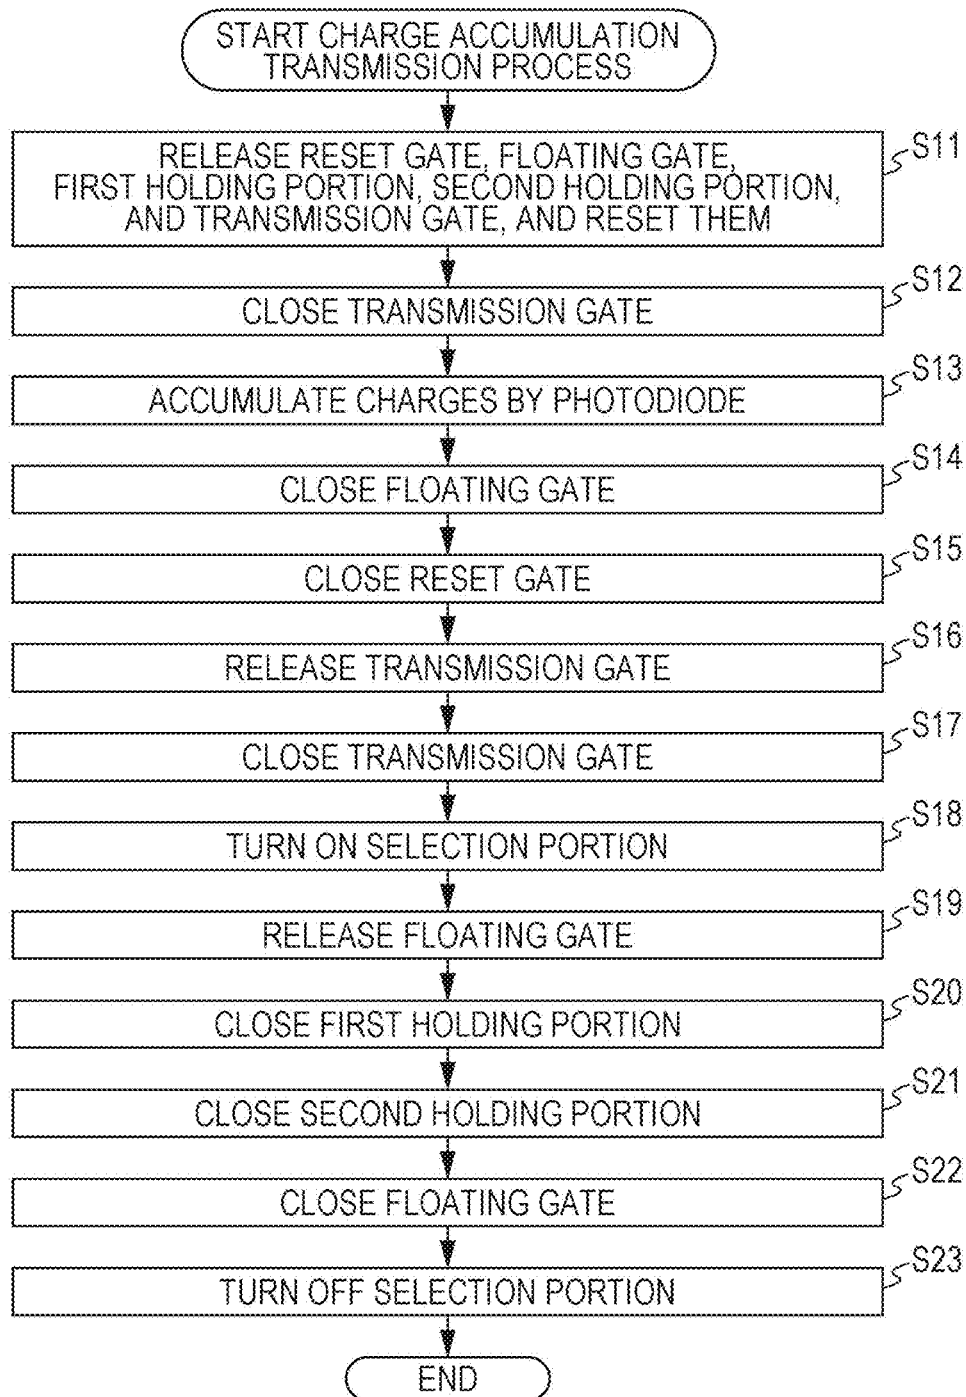 START CHARGE ACCUMULATION
TRANSMISSION PROCESS
S11
RELEASE RESET GATE, FLOATING GATE,
FIRST HOLDING PORTION, SECOND HOLDING PORTION,
AND TRANSMISSION GATE, AND RESET THEM
S12
CLOSE TRANSMISSION GATE
S13
ACCUMULATE CHARGES BY PHOTODIODE
S14
CLOSE FLOATING GATE
S15
CLOSE RESET GATE
S16
RELEASE TRANSMISSION GATE
S17
CLOSE TRANSMISSION GATE
S18
TURN ON SELECTION PORTION
S19
RELEASE FLOATING GATE
S20
CLOSE FIRST HOLDING PORTION
S21
CLOSE SECOND HOLDING PORTION
S22
CLOSE FLOATING GATE
S23
TURN OFF SELECTION PORTION
END